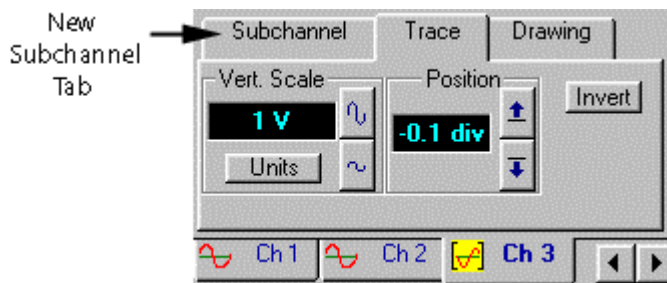 New
Subchannel
Tab
Subchannel Trace Drawing
Vert. Scale Position
Invert
1 V
-0.1 div
Units
Ch 1 Ch 2 Ch 3